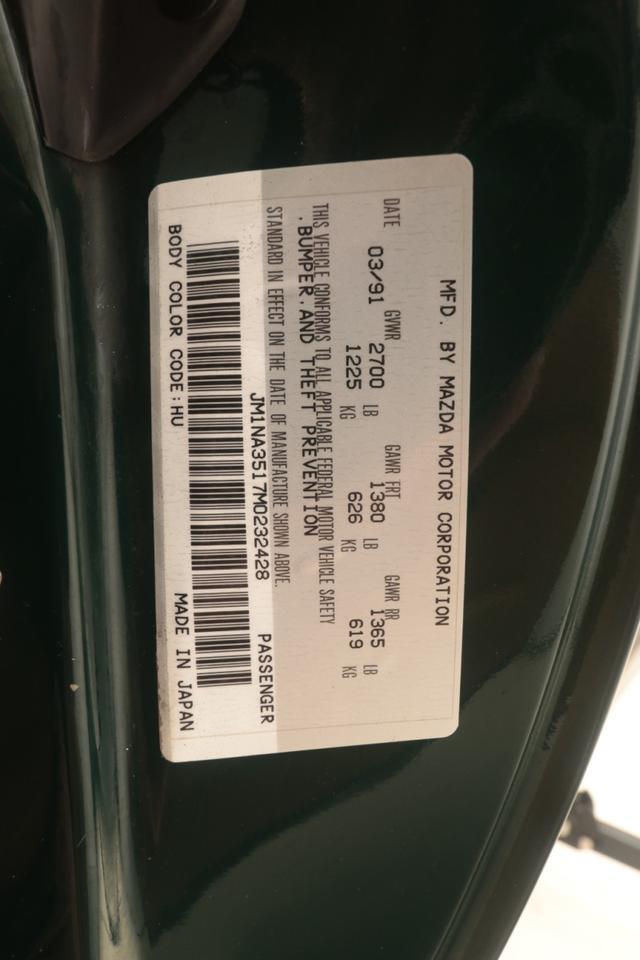 MFD. BY MAZDA MOTOR CORPORATION
DATE 03/91 GVWR 2700 LB GAWR FRT 1380 LB GAWR RR 1365 LB
1225 KG 626 KG 619 KG
THIS VEHICLE CONFORMS TO ALL APPLICABLE FEDERAL MOTOR VEHICLE SAFETY
, BUMPER, AND THEFT PREVENTION
STANDARD IN EFFECT ON THE DATE OF MANUFACTURE SHOWN ABOVE.
JM1NA3517M0232428 PASSENGER
BODY COLOR CODE:HU MADE IN JAPAN